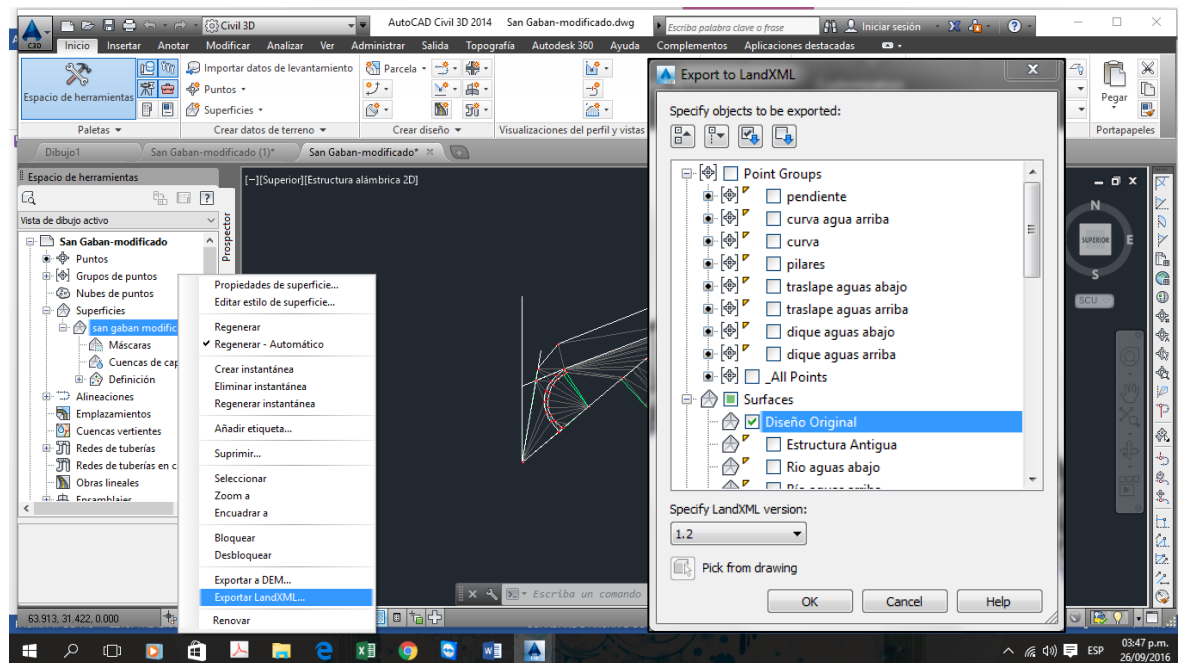 Civil 3D
AutoCAD Civil 3D 2014 San Gaban-modificado.dwg
Escriba palabra clave o frase
Iniciar sesión
C3D
Inicio Insertar Anotar Modificar Analizar Ver Administrar Salida Topografía Autodesk 360 Ayuda Complementos Aplicaciones destacadas
Espacio de herramientas
Importar datos de levantamiento
Puntos
Superficies
Parcela
Pegar
Paletas
Crear datos de terreno
Crear diseño
Visualizaciones del perfil y vistas
Portapapeles
Dibujo1
San Gaban-modificado (1)*
San Gaban-modificado*
Espacio de herramientas
Vista de dibujo activo
Prospector
San Gaban-modificado
Puntos
Grupos de puntos
Nubes de puntos
Superficies
san gaban modific
Máscaras
Cuencas de cap
Definición
Alineaciones
Emplazamientos
Cuencas vertientes
Redes de tuberías
Redes de tuberías en c
Obras lineales
Ensamblajes
[−][Superior][Estructura alámbrica 2D]
Propiedades de superficie...
Editar estilo de superficie...
Regenerar
Regenerar - Automático
Crear instantánea
Eliminar instantánea
Regenerar instantánea
Añadir etiqueta...
Suprimir...
Seleccionar
Zoom a
Encuadrar a
Bloquear
Desbloquear
Exportar a DEM...
Exportar LandXML...
Renovar
Escriba un comando
63.913, 31.422, 0.000
Export to LandXML
X
Specify objects to be exported:
Point Groups
pendiente
curva agua arriba
curva
pilares
traslape aguas abajo
traslape aguas arriba
dique aguas abajo
dique aguas arriba
_All Points
Surfaces
Diseño Original
Estructura Antigua
Rio aguas abajo
Río aguas arriba
Specify LandXML version:
1.2
Pick from drawing
OK
Cancel
Help
N
SUPERIOR
E
S
SCU
ESP
03:47 p.m.
26/09/2016